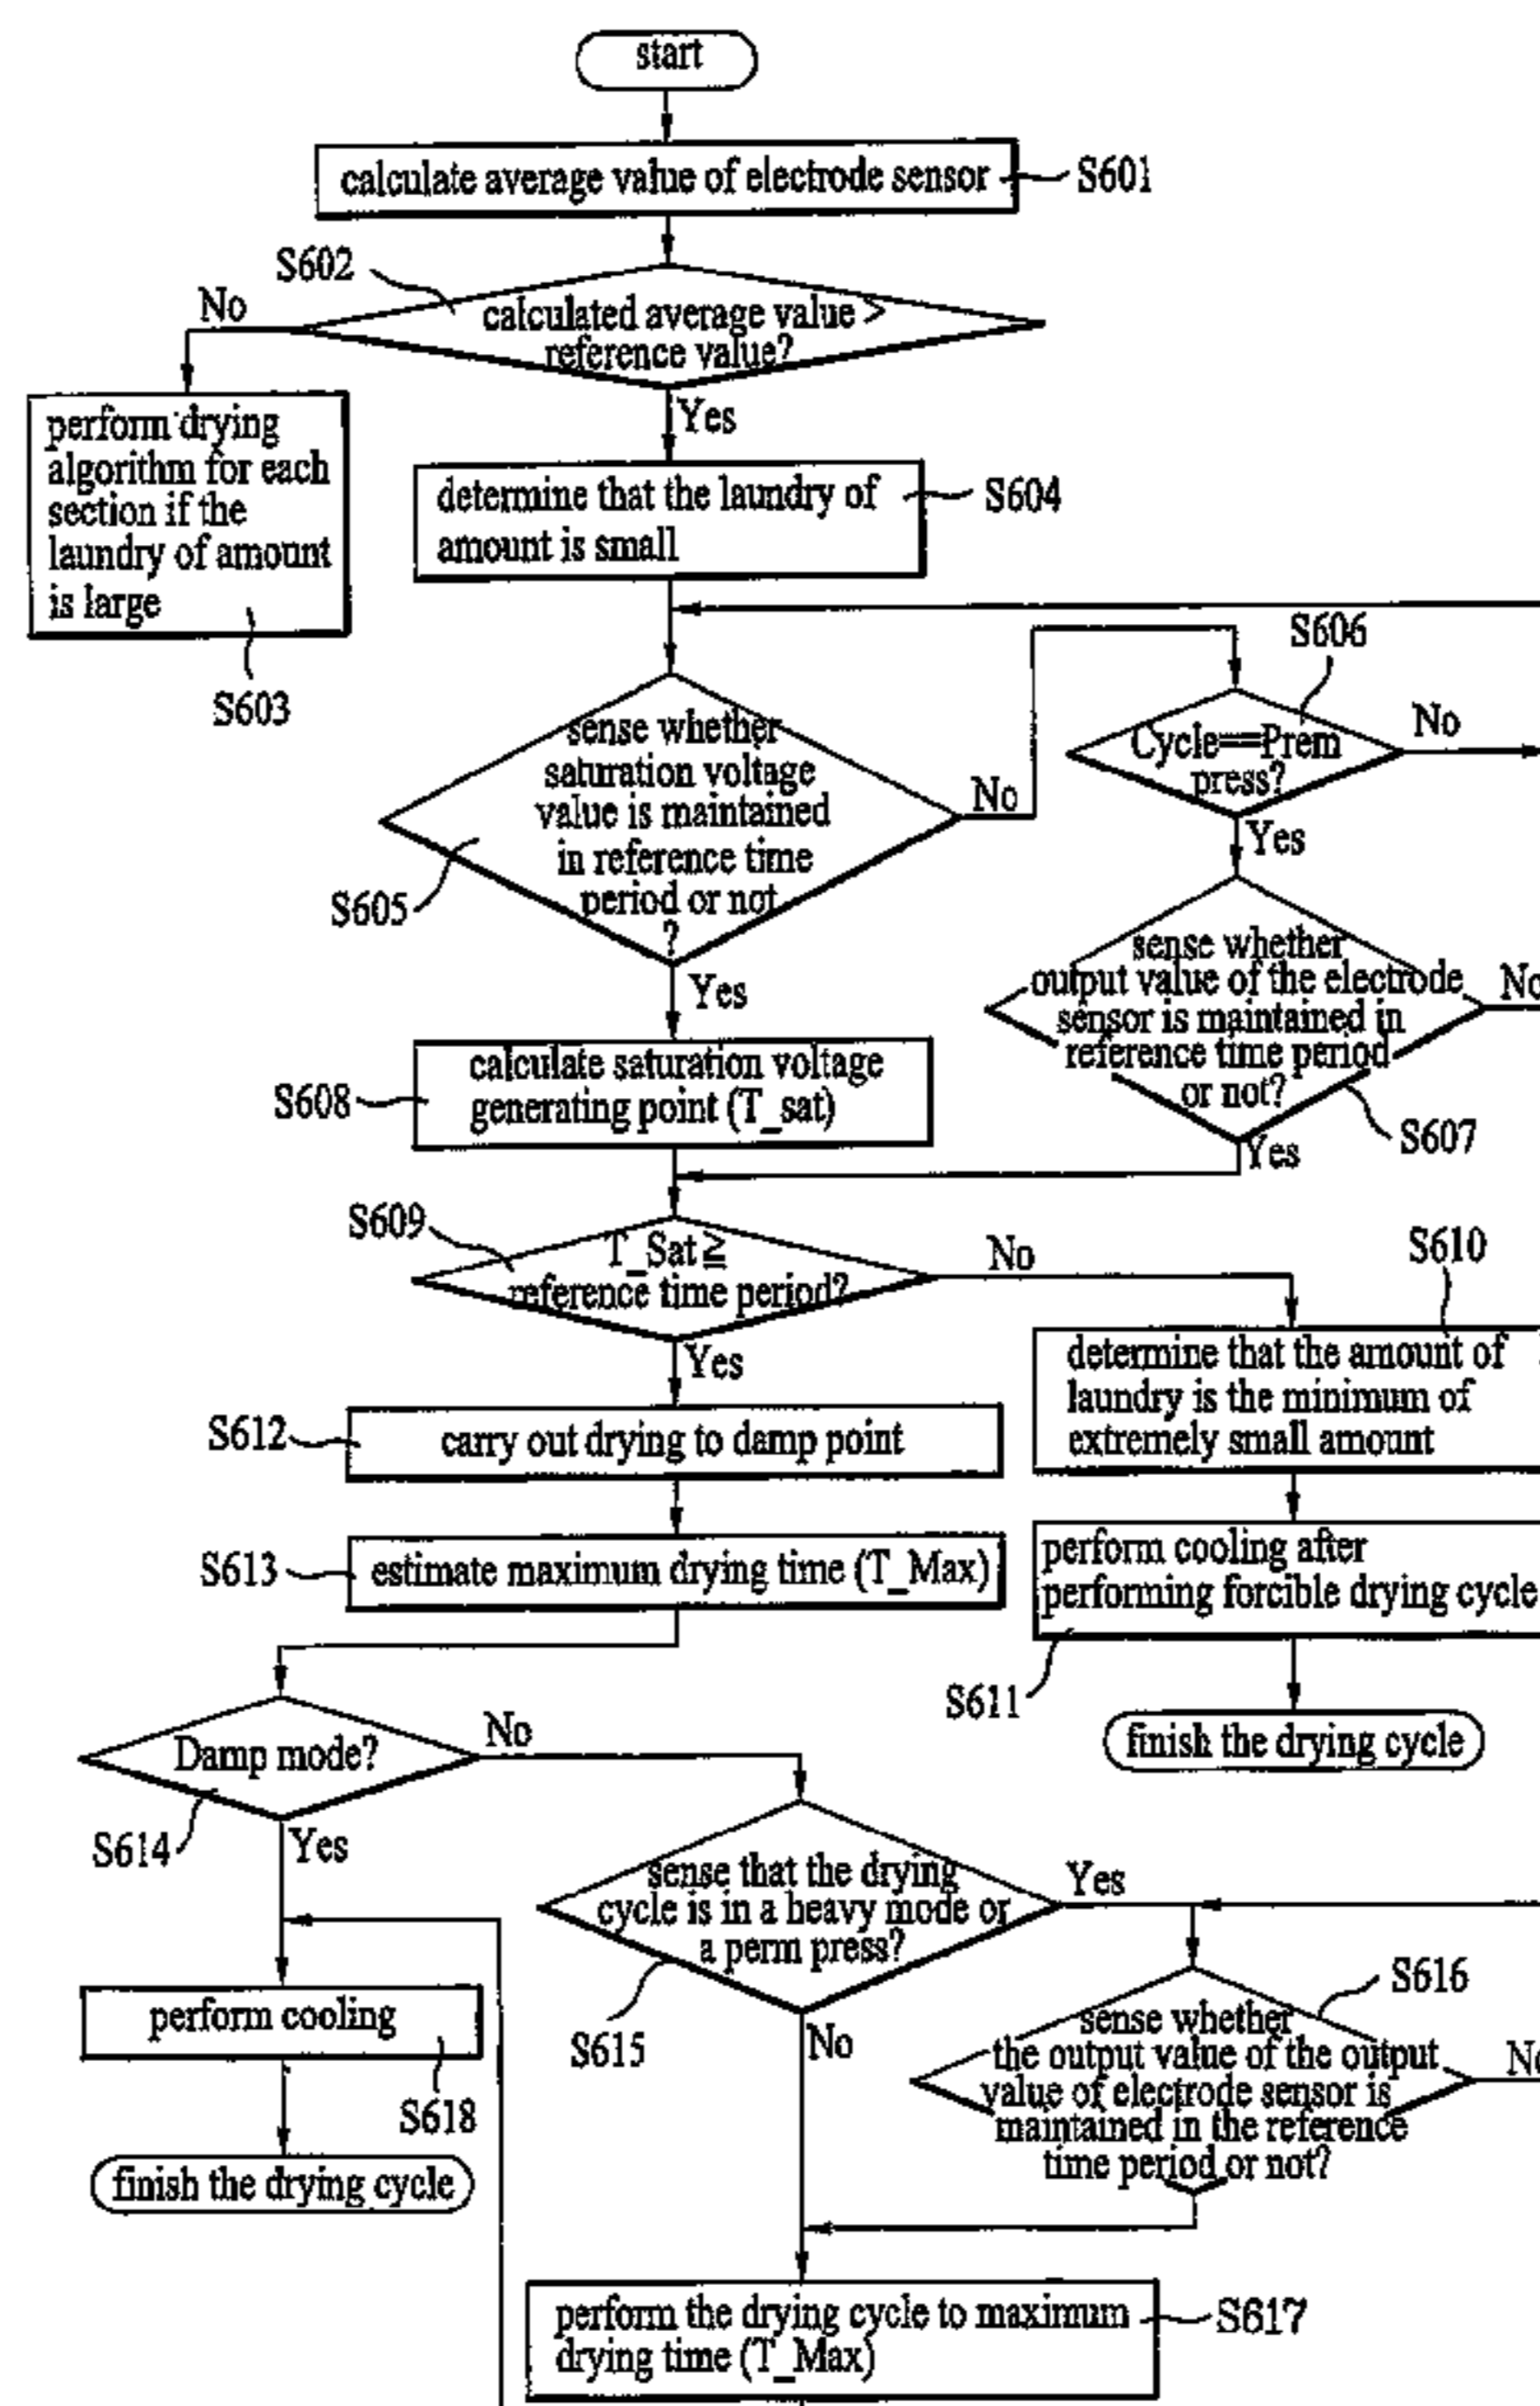 start
calculate average value of electrode sensor
S601
S602
No
calculated average value >
reference value?
Yes
perform drying
algorithm for each
section if the
laundry of amount
is large
S603
determine that the laundry of
amount is small
S604
sense whether
saturation voltage
value is maintained
in reference time
period or not
?
S605
No
Yes
S606
Cycle==Prem
press?
No
Yes
sense whether
output value of the electrode
sensor is maintained in
reference time period
or not?
No
S607
Yes
calculate saturation voltage
generating point (T_sat)
S608
S609
T_Sat ≧
reference time period?
No
Yes
S610
determine that the amount of
laundry is the minimum of
extremely small amount
perform cooling after
performing forcible drying cycle
S611
finish the drying cycle
S612
carry out drying to damp point
S613
estimate maximum drying time (T_Max)
Damp mode?
No
S614
Yes
sense that the drying
cycle is in a heavy mode or
a perm press?
Yes
S615
No
S616
sense whether
the output value of the output
value of electrode sensor is
maintained in the reference
time period or not?
No
perform cooling
S618
finish the drying cycle
perform the drying cycle to maximum
drying time (T_Max)
S617